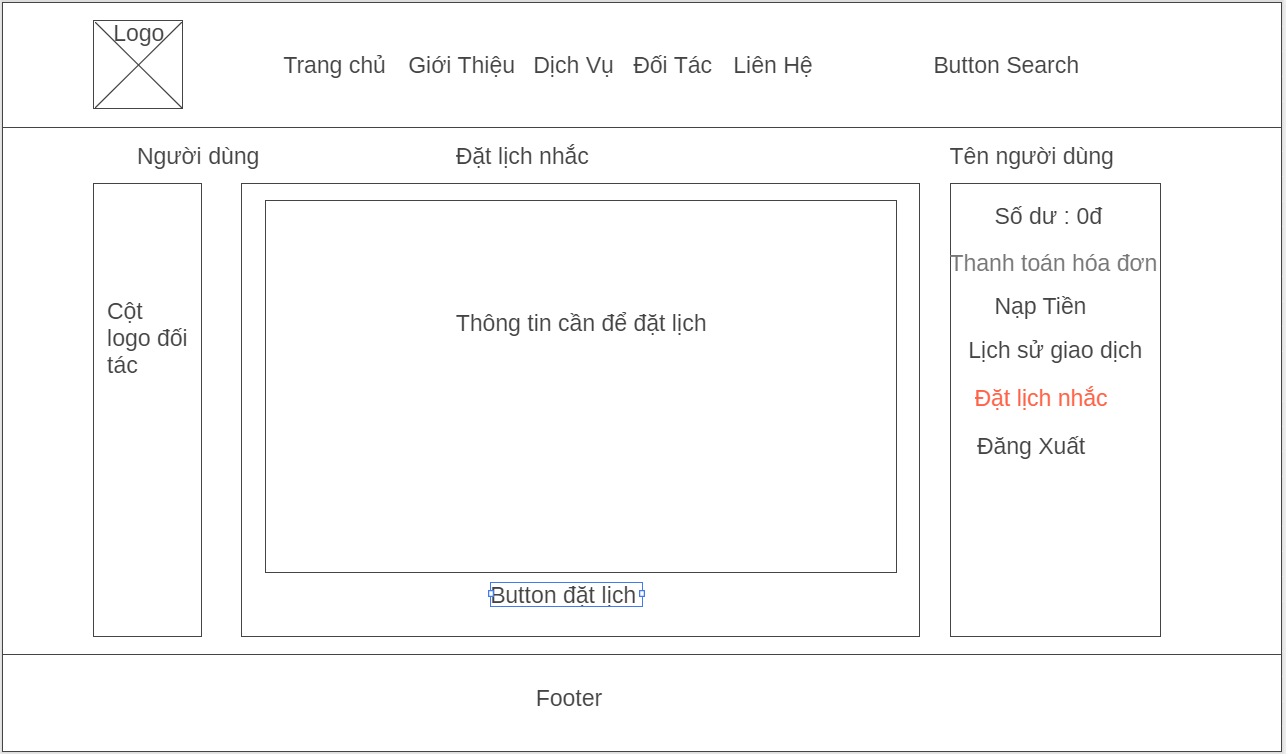 Logo
Trang chủ Giới Thiệu Dịch Vụ Đối Tác Liên Hệ Button Search
Người dùng Đặt lịch nhắc Tên người dùng
Cột
logo đối
tác
Thông tin cần để đặt lịch
Button đặt lịch
Số dư : 0đ
Thanh toán hóa đơn
Nạp Tiền
Lịch sử giao dịch
Đặt lịch nhắc
Đăng Xuất
Footer